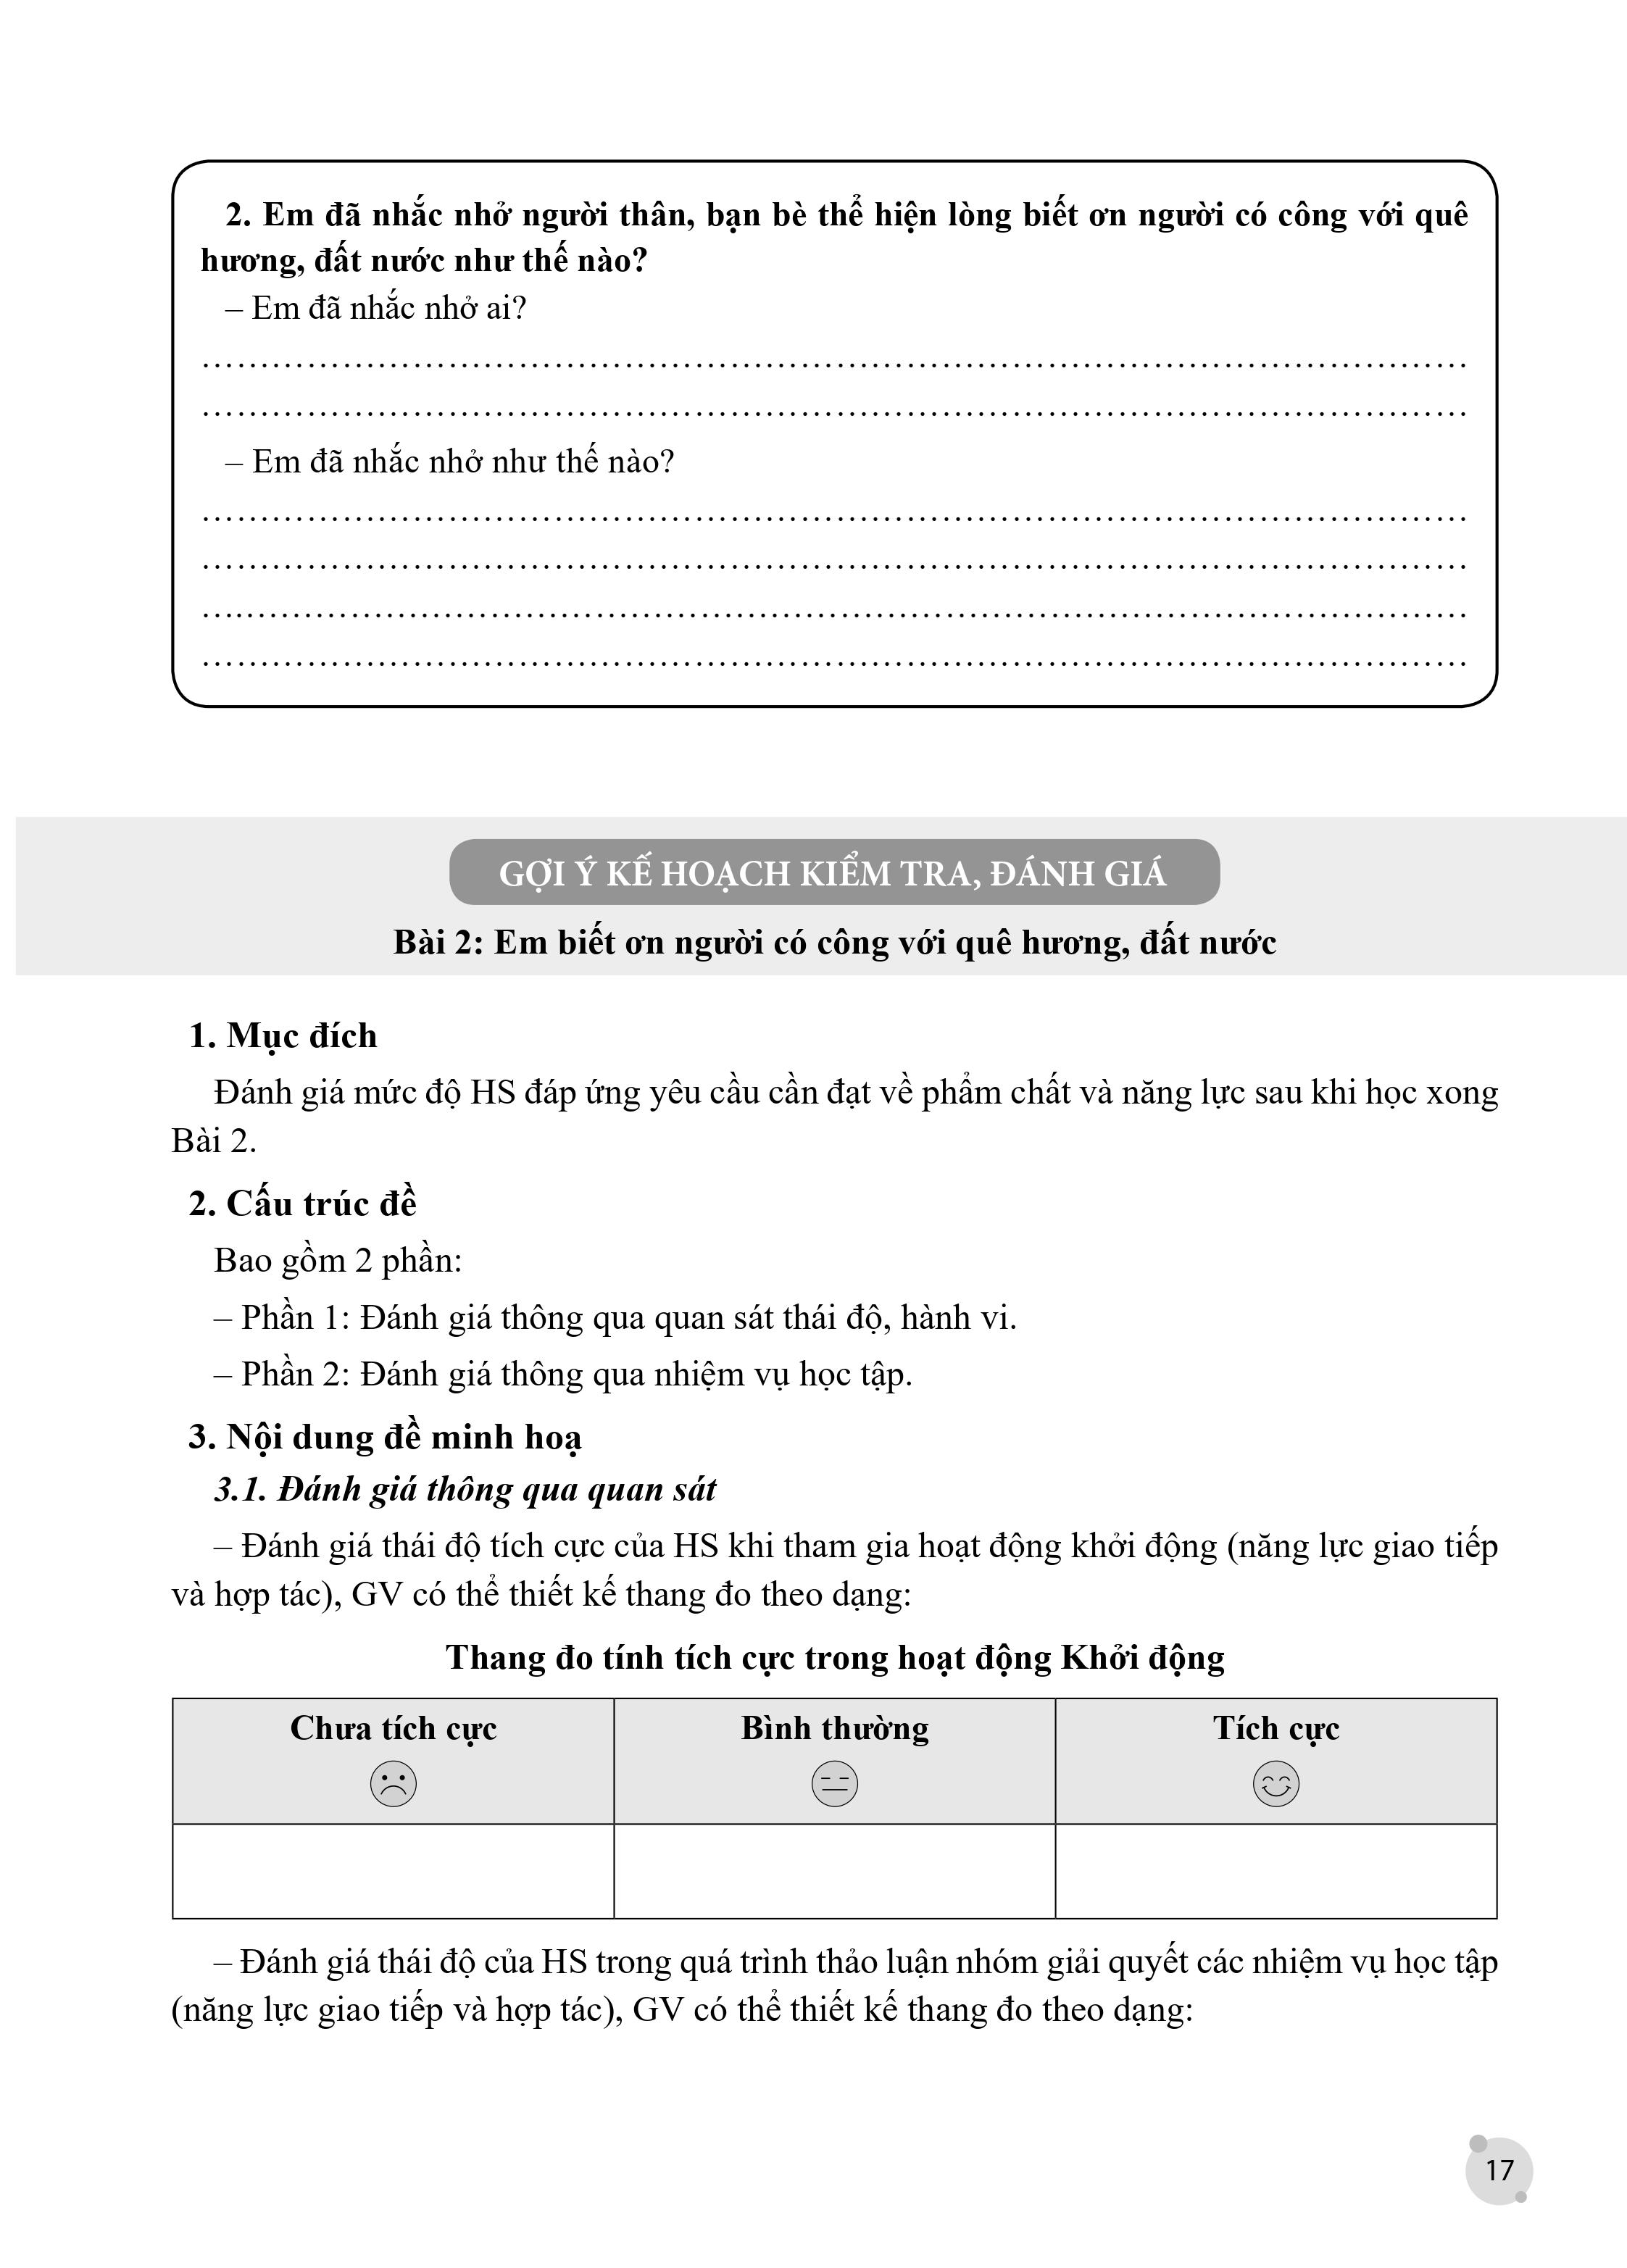 2. Em đã nhắc nhở người thân, bạn bè thể hiện lòng biết ơn người có công với quê
hương, đất nước như thế nào?
– Em đã nhắc nhở ai?
– Em đã nhắc nhở như thế nào?
GỢI Ý KẾ HOẠCH KIỂM TRA, ĐÁNH GIÁ
Bài 2: Em biết ơn người có công với quê hương, đất nước
1. Mục đích
Đánh giá mức độ HS đáp ứng yêu cầu cần đạt về phẩm chất và năng lực sau khi học xong
Bài 2.
2. Cấu trúc đề
Bao gồm 2 phần:
– Phần 1: Đánh giá thông qua quan sát thái độ, hành vi.
– Phần 2: Đánh giá thông qua nhiệm vụ học tập.
3. Nội dung đề minh hoạ
3.1. Đánh giá thông qua quan sát
– Đánh giá thái độ tích cực của HS khi tham gia hoạt động khởi động (năng lực giao tiếp
và hợp tác), GV có thể thiết kế thang đo theo dạng:
Thang đo tính tích cực trong hoạt động Khởi động
Chưa tích cực
Bình thường
Tích cực
– Đánh giá thái độ của HS trong quá trình thảo luận nhóm giải quyết các nhiệm vụ học tập
(năng lực giao tiếp và hợp tác), GV có thể thiết kế thang đo theo dạng:
17